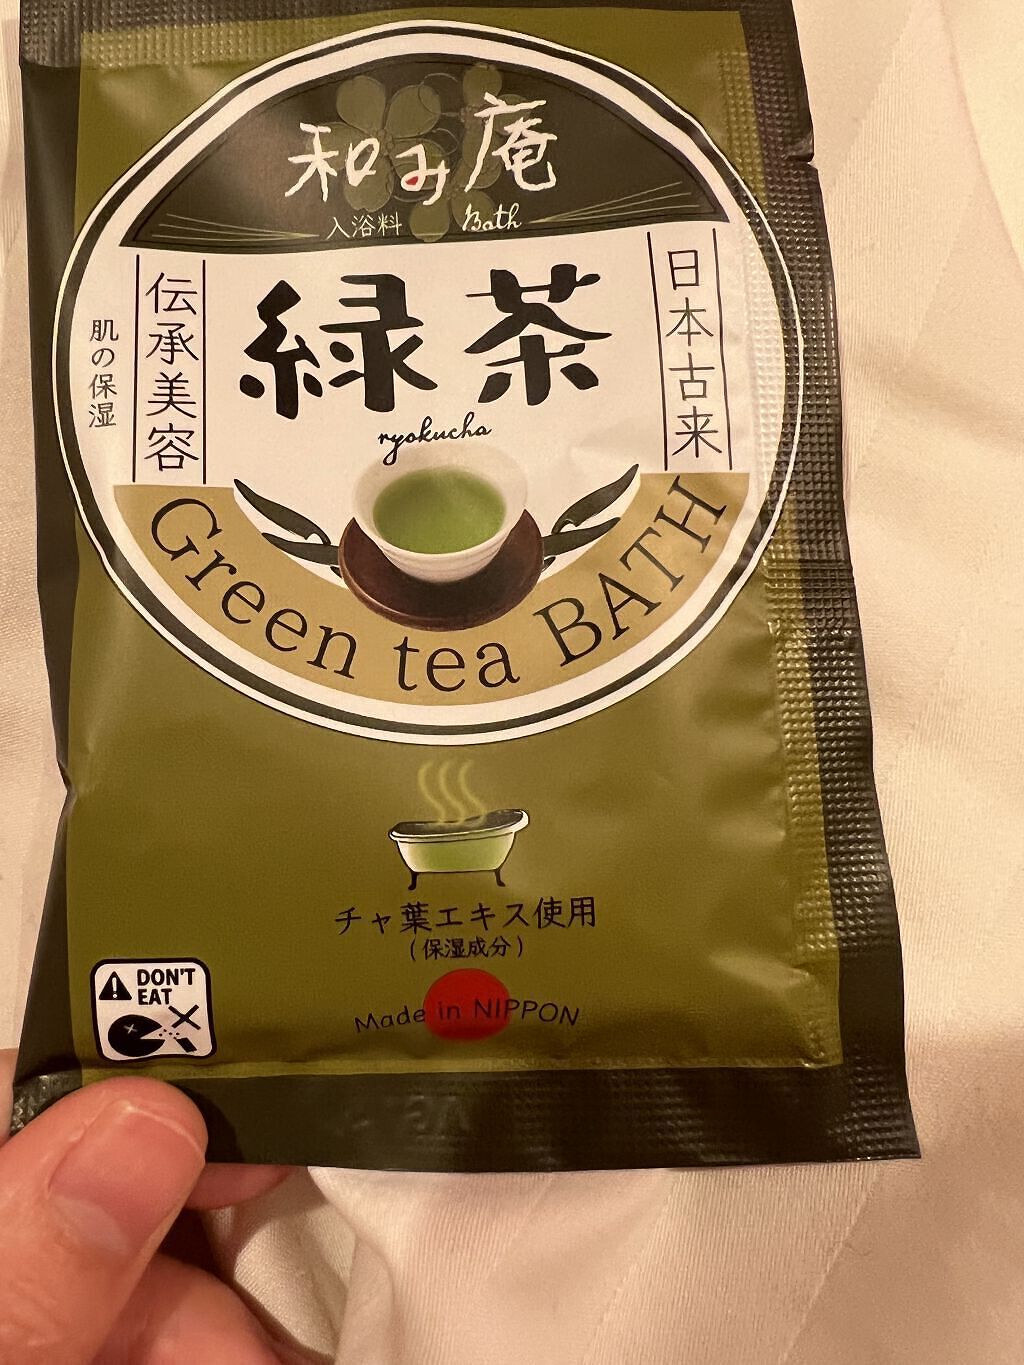 和み庵
入浴料 Bath
日本古来
緑茶
ryokucha
伝承美容
肌の保湿
Green tea BATH
チャ葉エキス使用
(保湿成分)
DON'T
EAT
Made in NIPPON